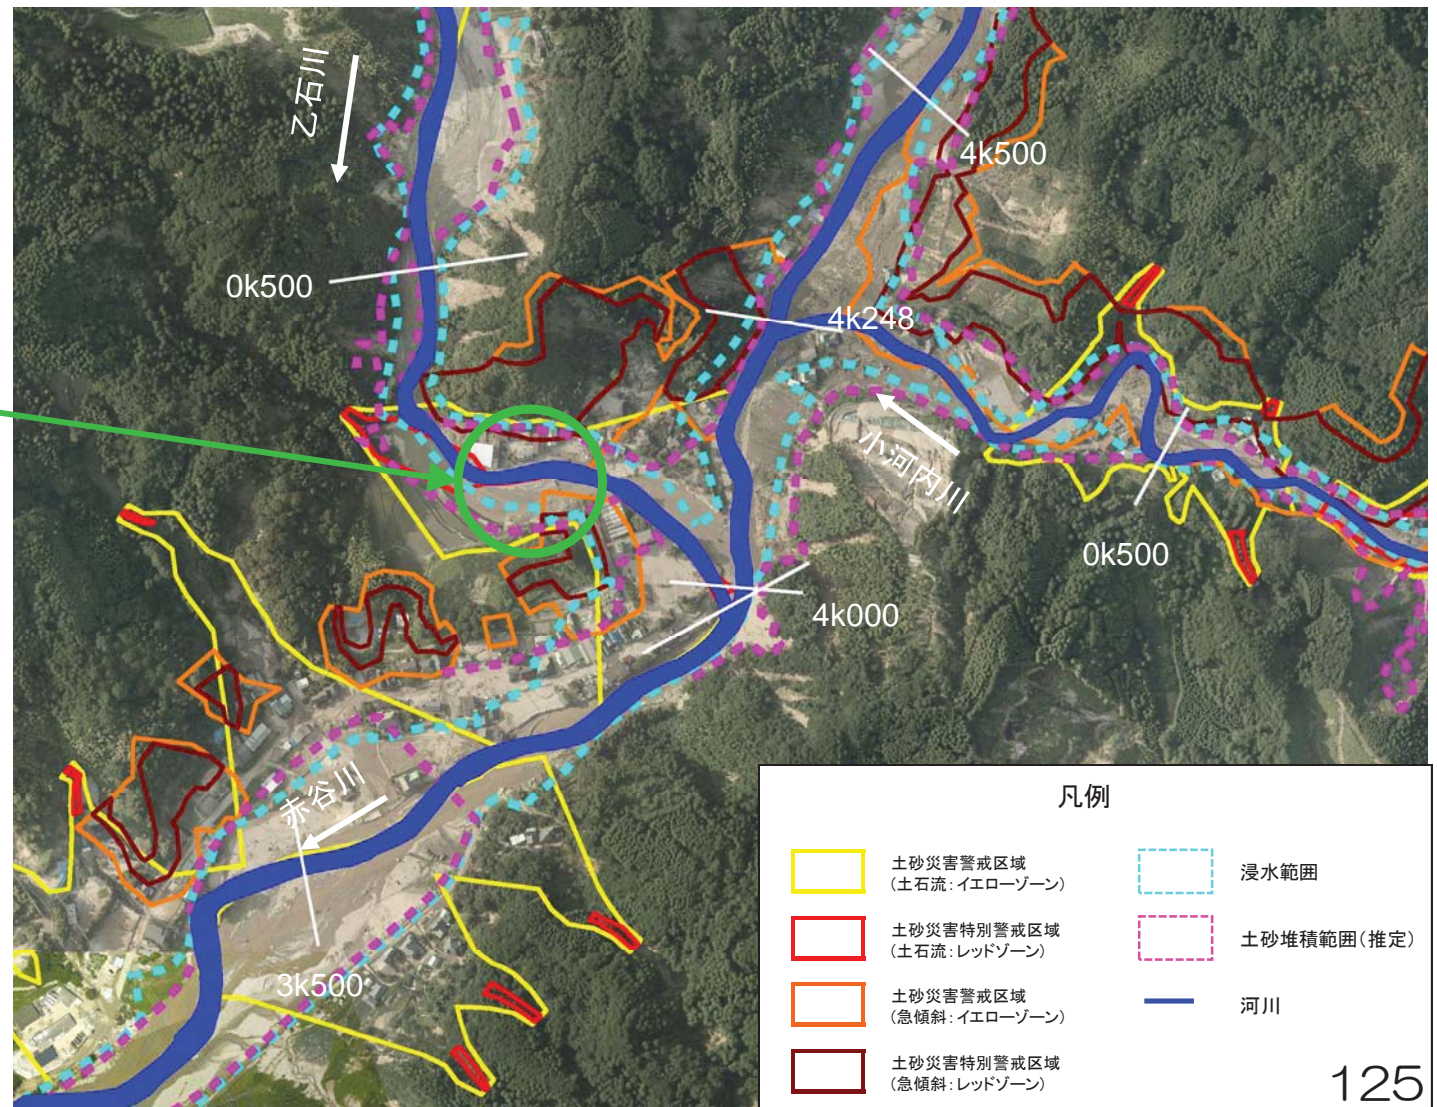 乙石川
4k500
0k500
4k248
小河内川
0k500
4k000
赤谷川
3k500
凡例
土砂災害警戒区域
(土石流:イエローゾーン)
土砂災害特別警戒区域
(土石流:レッドゾーン)
土砂災害警戒区域
(急傾斜:イエローゾーン)
土砂災害特別警戒区域
(急傾斜:レッドゾーン)
浸水範囲
土砂堆積範囲(推定)
河川
125